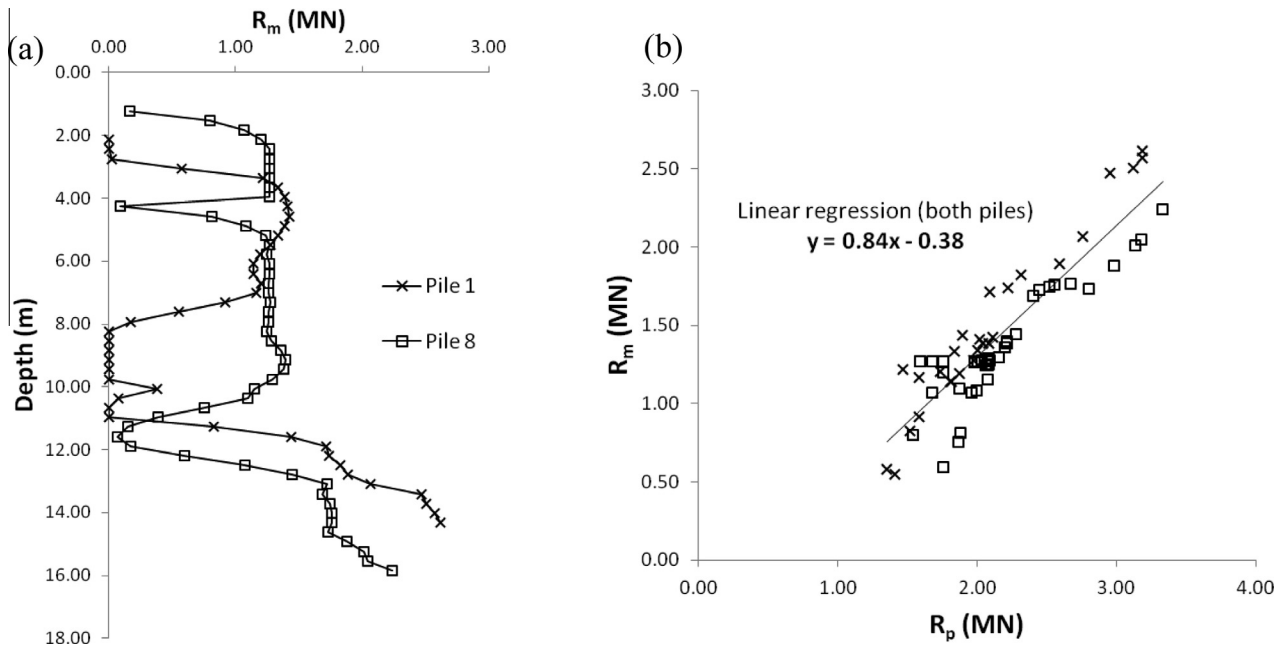 (a)
R_m (MN)
0.00 1.00 2.00 3.00
0.00
2.00
4.00
6.00
8.00
10.00
12.00
14.00
16.00
18.00
Depth (m)
Pile 1
Pile 8
(b)
3.00
2.50
2.00
1.50
1.00
0.50
0.00
R_m (MN)
Linear regression (both piles)
y = 0.84x - 0.38
0.00 1.00 2.00 3.00 4.00
R_p (MN)